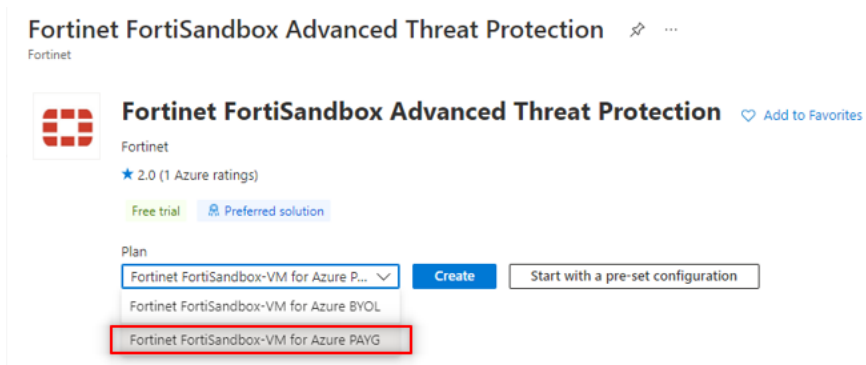 Fortinet FortiSandbox Advanced Threat Protection ...
Fortinet
Fortinet FortiSandbox Advanced Threat Protection Add to Favorites
Fortinet
2.0 (1 Azure ratings)
Free trial Preferred solution
Plan
Fortinet FortiSandbox-VM for Azure P... Create Start with a pre-set configuration
Fortinet FortiSandbox-VM for Azure BYOL
Fortinet FortiSandbox-VM for Azure PAYG